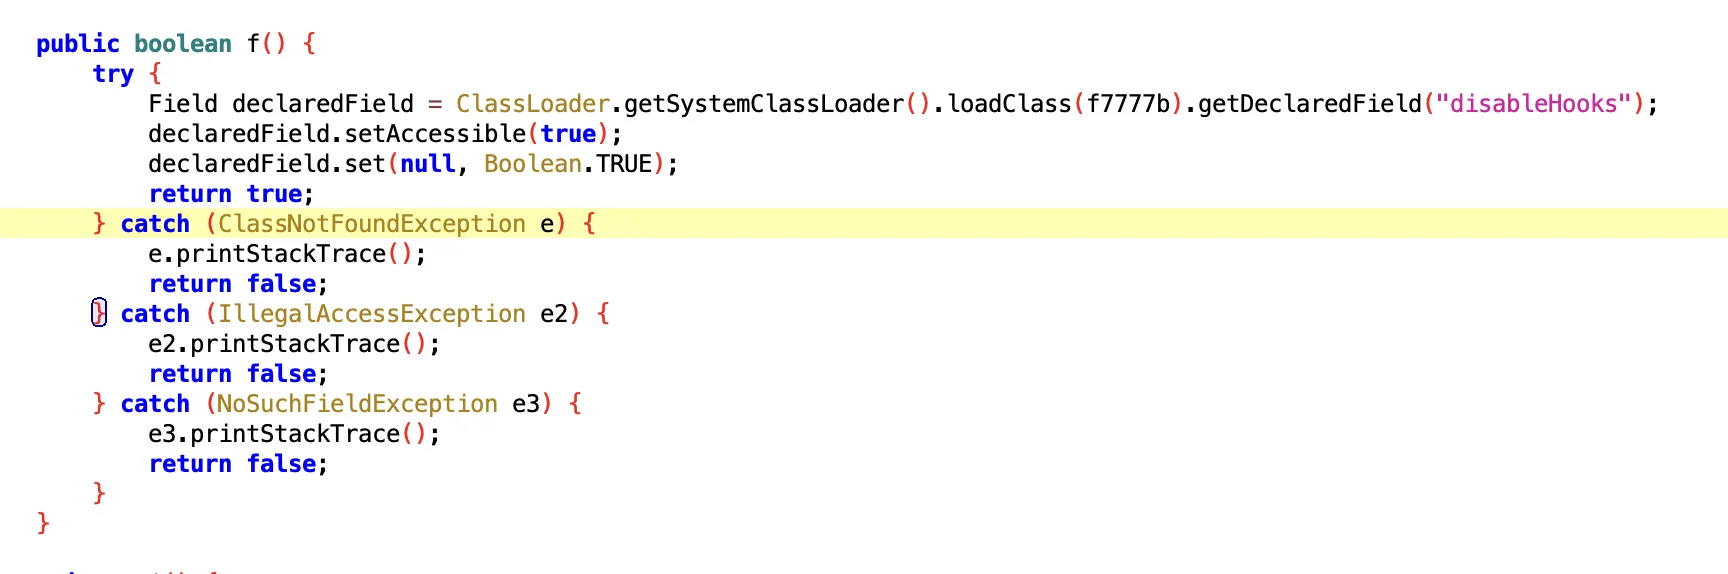 public boolean f() {
    try {
        Field declaredField = ClassLoader.getSystemClassLoader().loadClass(f7777b).getDeclaredField("disableHooks");
        declaredField.setAccessible(true);
        declaredField.set(null, Boolean.TRUE);
        return true;
    } catch (ClassNotFoundException e) {
        e.printStackTrace();
        return false;
    } catch (IllegalAccessException e2) {
        e2.printStackTrace();
        return false;
    } catch (NoSuchFieldException e3) {
        e3.printStackTrace();
        return false;
    }
}